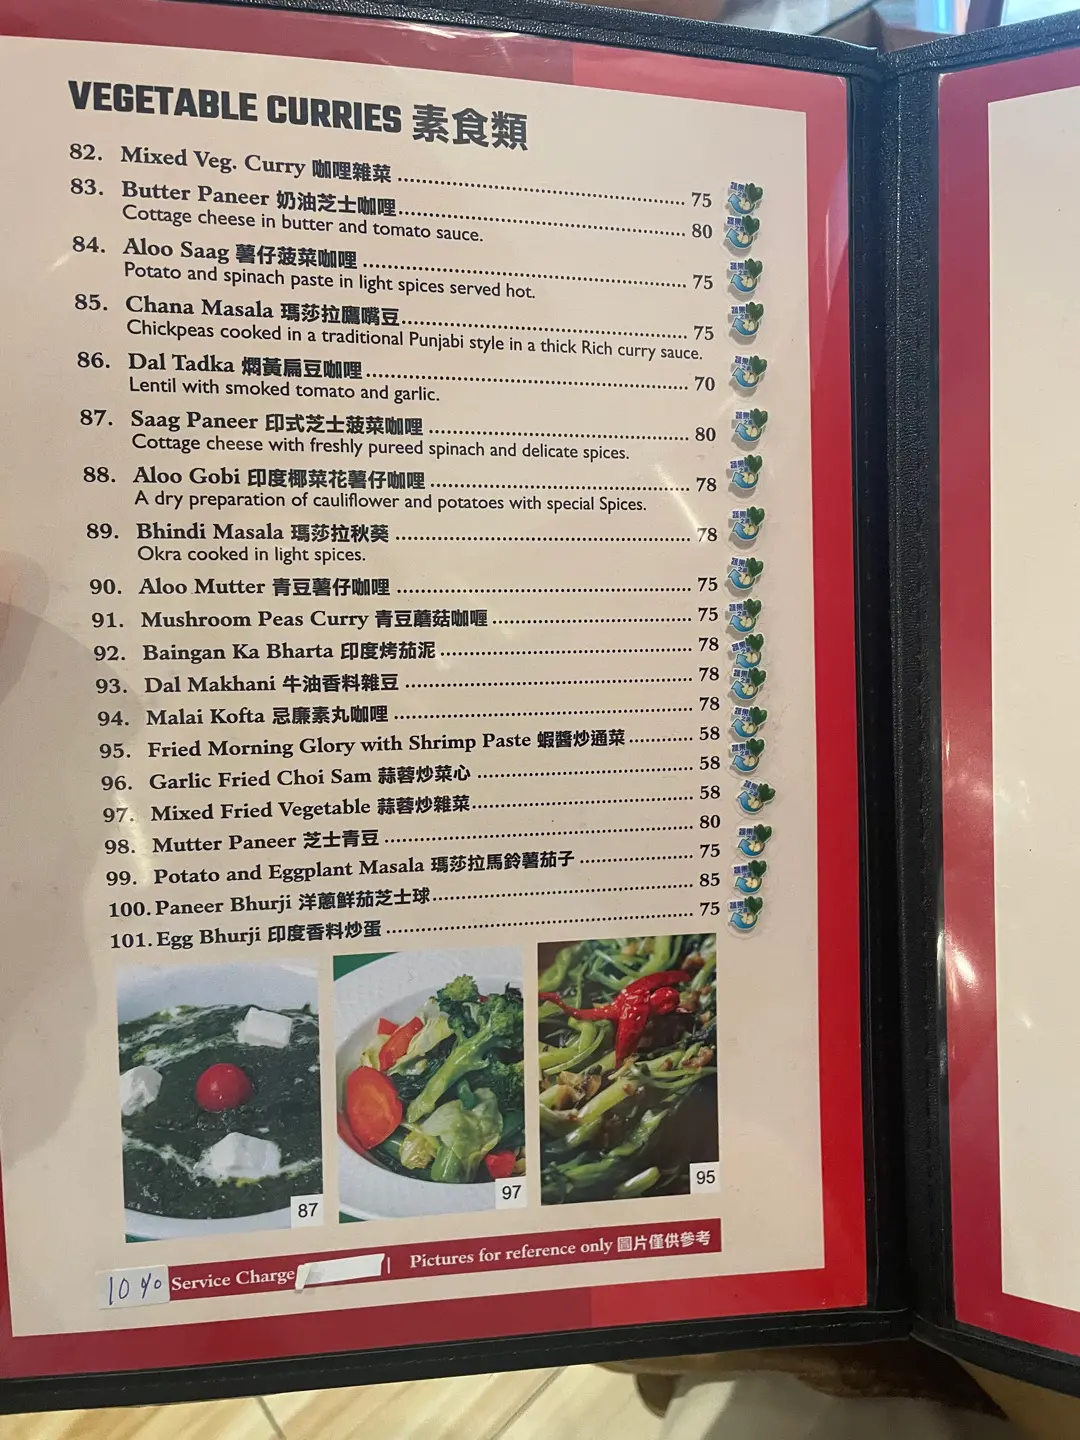 VEGETABLE CURRIES 素食類
82. Mixed Veg. Curry 咖哩雜菜 75
83. Butter Paneer 奶油芝士咖哩 80
Cottage cheese in butter and tomato sauce.
84. Aloo Saag 薯仔菠菜咖哩 75
Potato and spinach paste in light spices served hot.
85. Chana Masala 瑪莎拉鷹嘴豆 75
Chickpeas cooked in a traditional Punjabi style in a thick Rich curry sauce.
86. Dal Tadka 燜黃扁豆咖哩 70
Lentil with smoked tomato and garlic.
87. Saag Paneer 印式芝士菠菜咖哩 80
Cottage cheese with freshly pureed spinach and delicate spices.
88. Aloo Gobi 印度椰菜花薯仔咖哩 78
A dry preparation of cauliflower and potatoes with special Spices.
89. Bhindi Masala 瑪莎拉秋葵 78
Okra cooked in light spices.
90. Aloo Mutter 青豆薯仔咖哩 75
91. Mushroom Peas Curry 青豆蘑菇咖喱 75
92. Baingan Ka Bharta 印度烤茄泥 78
93. Dal Makhani 牛油香料雜豆 78
94. Malai Kofta 忌廉素丸咖哩 78
95. Fried Morning Glory with Shrimp Paste 蝦醬炒通菜 58
96. Garlic Fried Choi Sam 蒜蓉炒菜心 58
97. Mixed Fried Vegetable 蒜蓉炒雜菜 58
98. Mutter Paneer 芝士青豆 80
99. Potato and Eggplant Masala 瑪莎拉馬鈴薯茄子 75
100. Paneer Bhurji 洋蔥鮮茄芝士球 85
101. Egg Bhurji 印度香料炒蛋 75
87
97
95
10% Service Charge | Pictures for reference only 圖片僅供參考